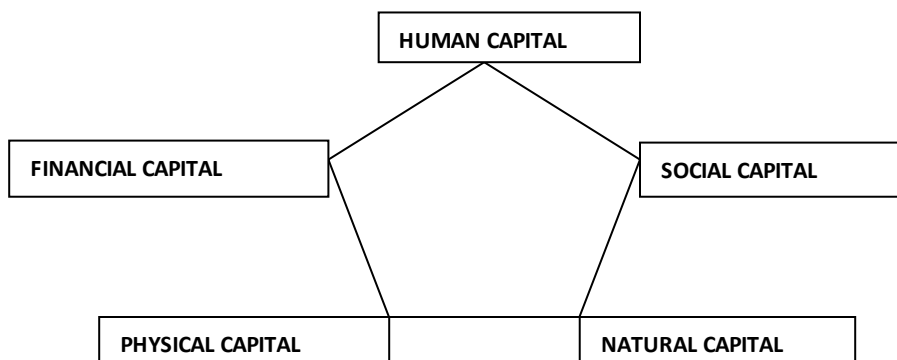 HUMAN CAPITAL
FINANCIAL CAPITAL
SOCIAL CAPITAL
PHYSICAL CAPITAL
NATURAL CAPITAL